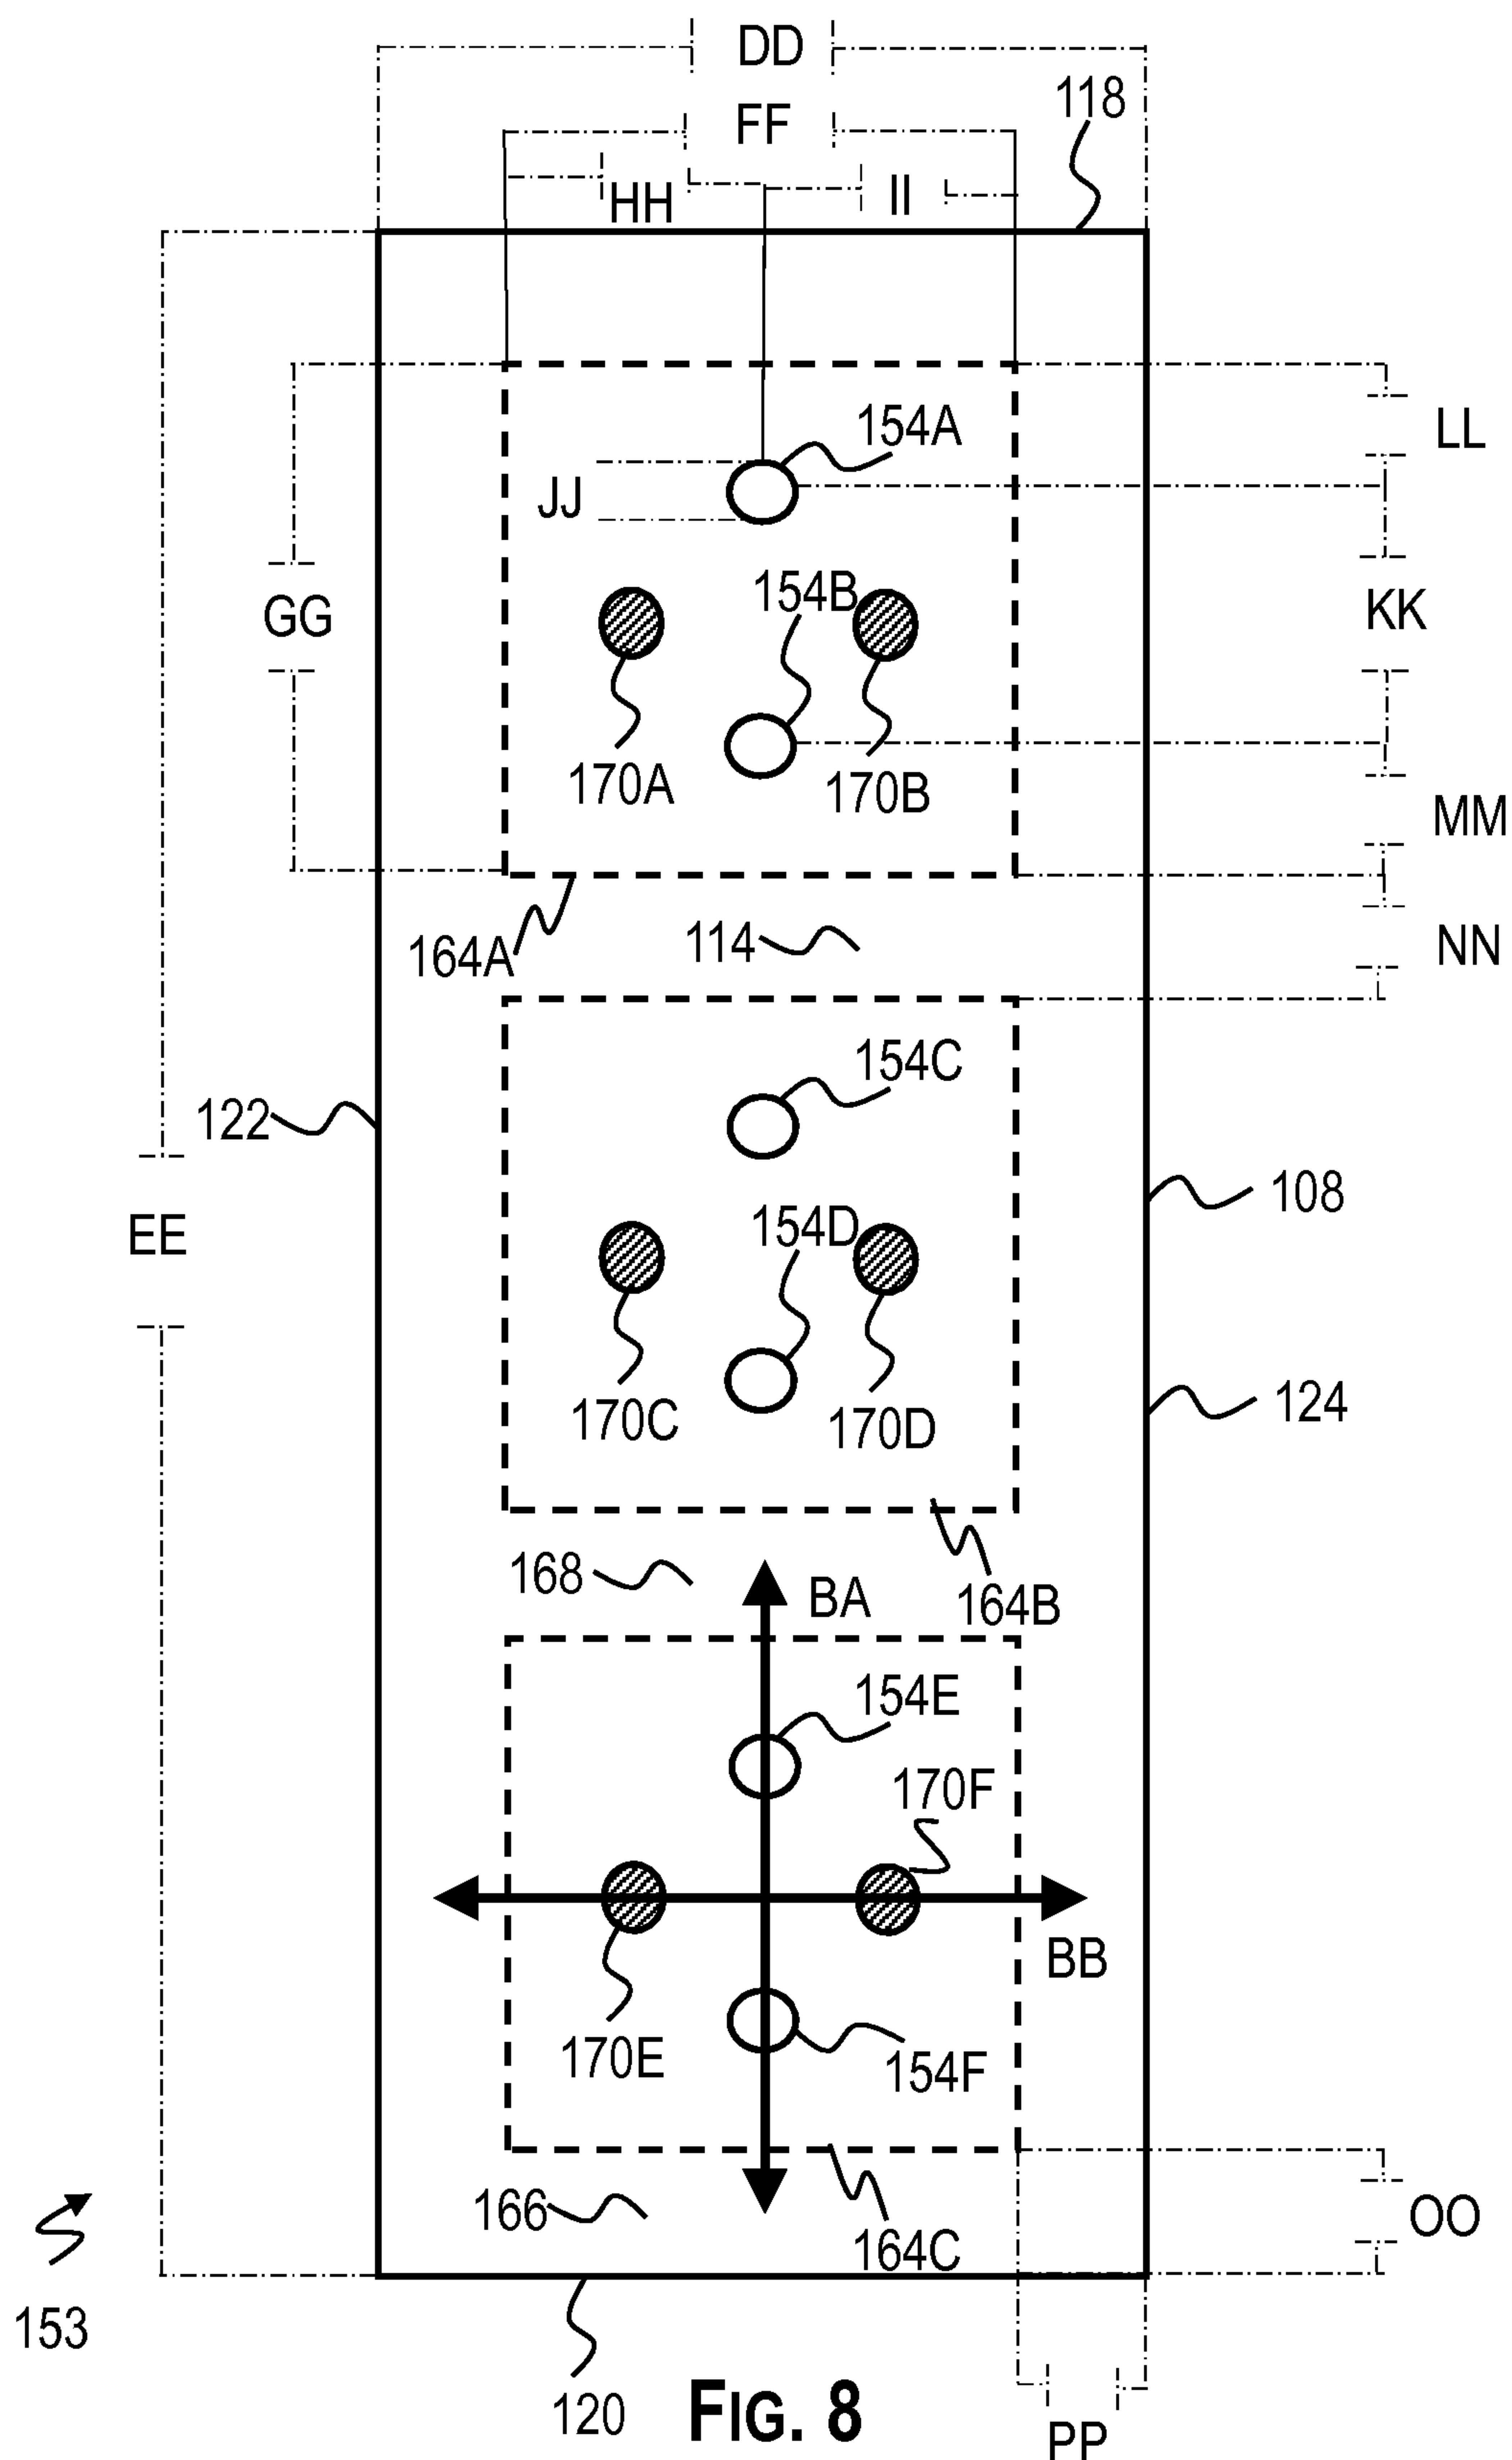 DD
118
FF
HH
II
154A
LL
JJ
154B
GG
KK
170A
170B
MM
164A
114
NN
154C
122
108
154D
EE
124
170C
170D
168
BA
164B
154E
170F
BB
170E
154F
166
164C
OO
153
120
FIG. 8
PP